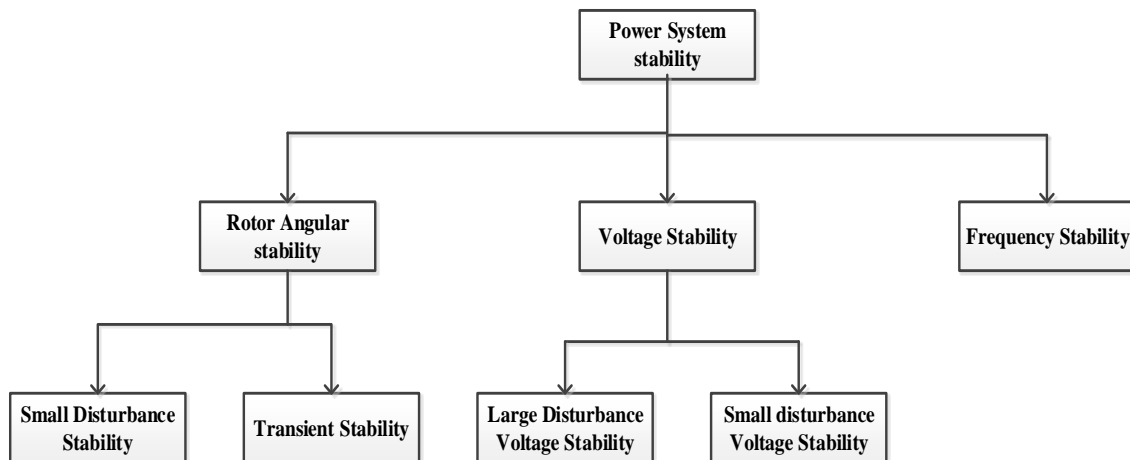 Power System
stability
Rotor Angular
stability
Voltage Stability
Frequency Stability
Small Disturbance
Stability
Transient Stability
Large Disturbance
Voltage Stability
Small disturbance
Voltage Stability